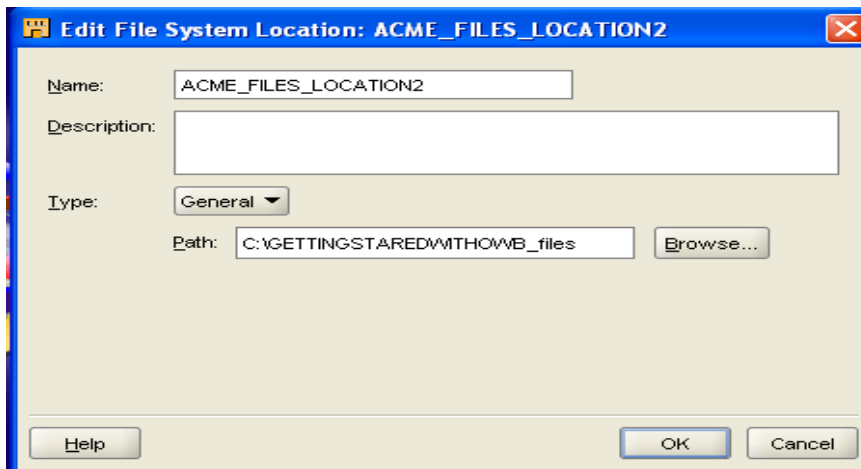 Edit File System Location: ACME_FILES_LOCATION2
Name: ACME_FILES_LOCATION2
Description:
Type: General
Path: C:\GETTINGSTAREDWITHOWB_files Browse...
Help OK Cancel